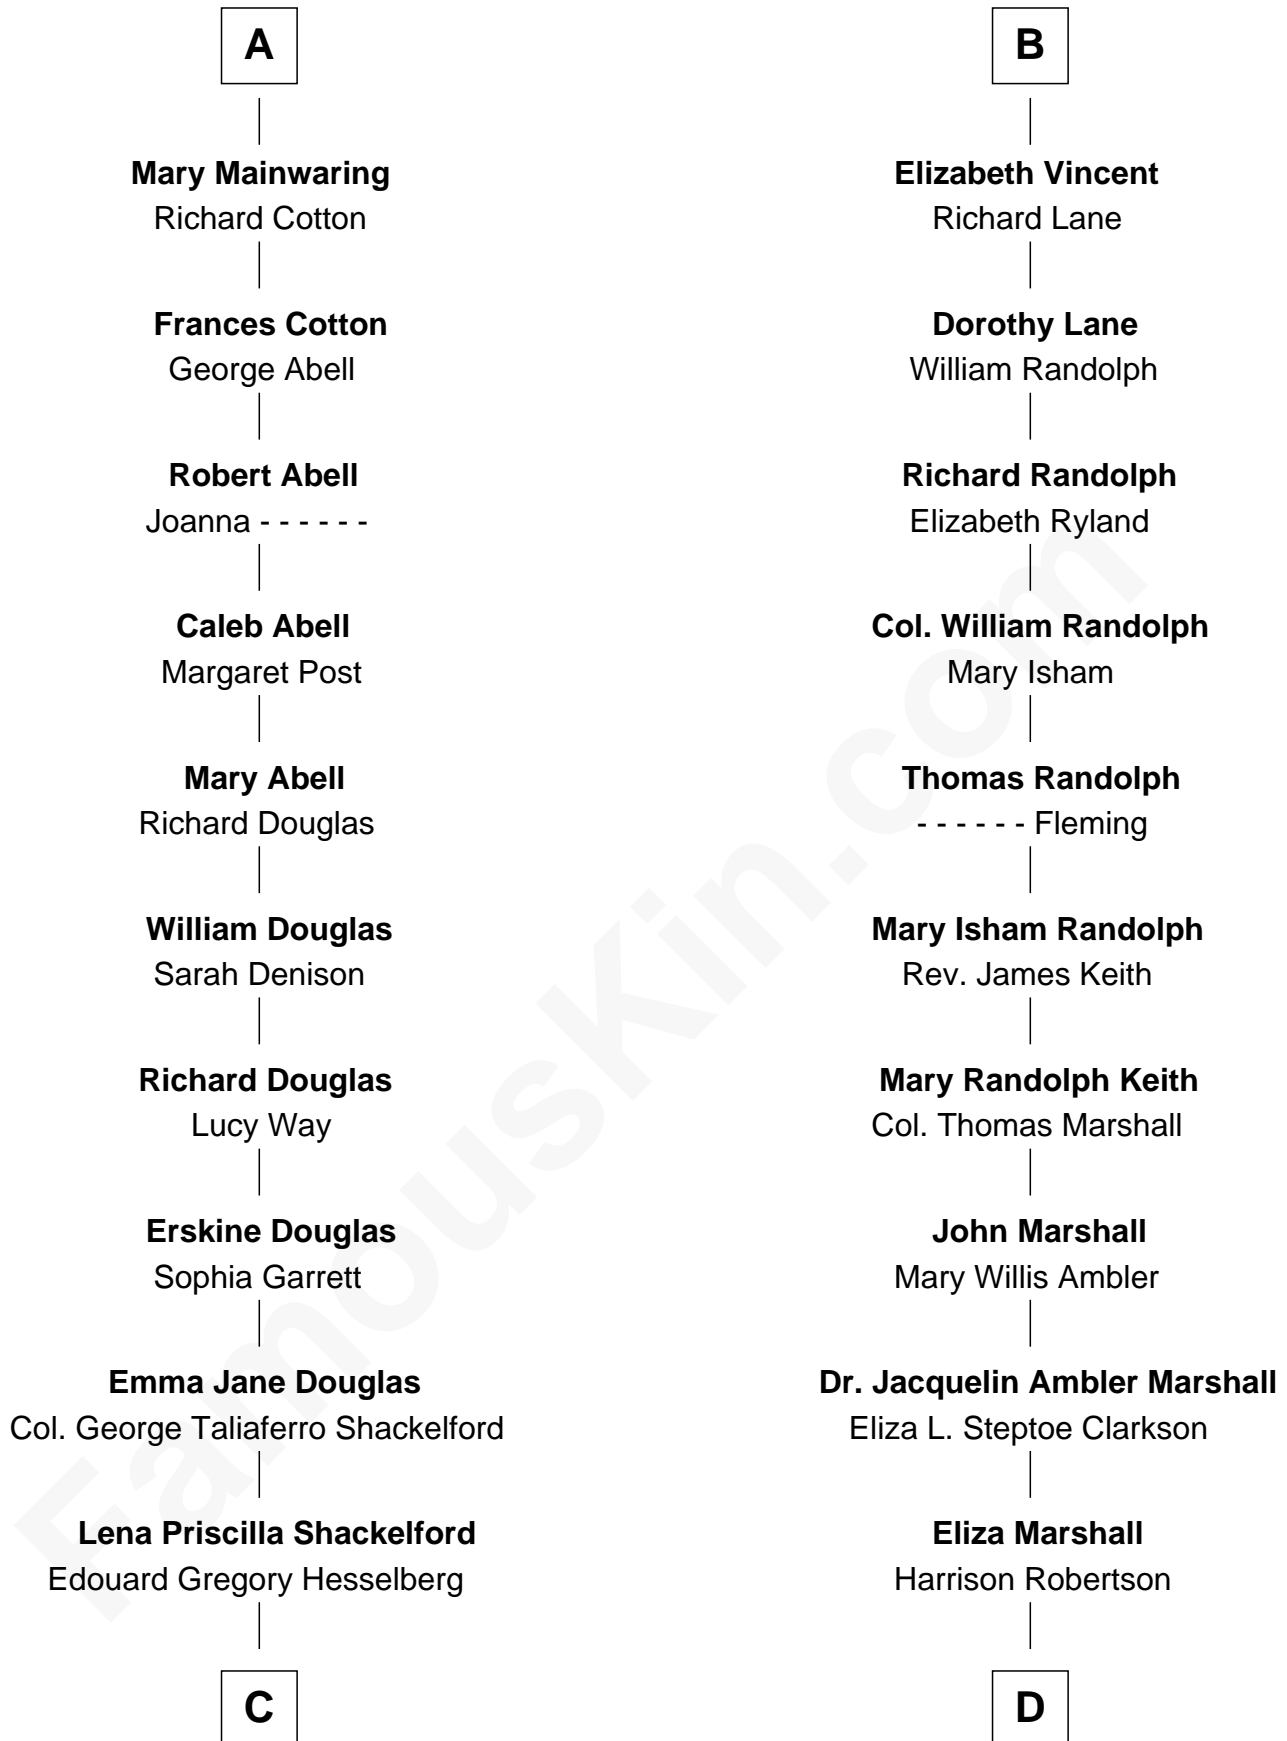 A
Mary Mainwaring
Richard Cotton
Frances Cotton
George Abell
Robert Abell
Joanna - - - - - -
Caleb Abell
Margaret Post
Mary Abell
Richard Douglas
William Douglas
Sarah Denison
Richard Douglas
Lucy Way
Erskine Douglas
Sophia Garrett
Emma Jane Douglas
Col. George Taliaferro Shackelford
Lena Priscilla Shackelford
Edouard Gregory Hesselberg
C
B
Elizabeth Vincent
Richard Lane
Dorothy Lane
William Randolph
Richard Randolph
Elizabeth Ryland
Col. William Randolph
Mary Isham
Thomas Randolph
- - - - - - Fleming
Mary Isham Randolph
Rev. James Keith
Mary Randolph Keith
Col. Thomas Marshall
John Marshall
Mary Willis Ambler
Dr. Jacquelin Ambler Marshall
Eliza L. Steptoe Clarkson
Eliza Marshall
Harrison Robertson
D
FamousKin.com